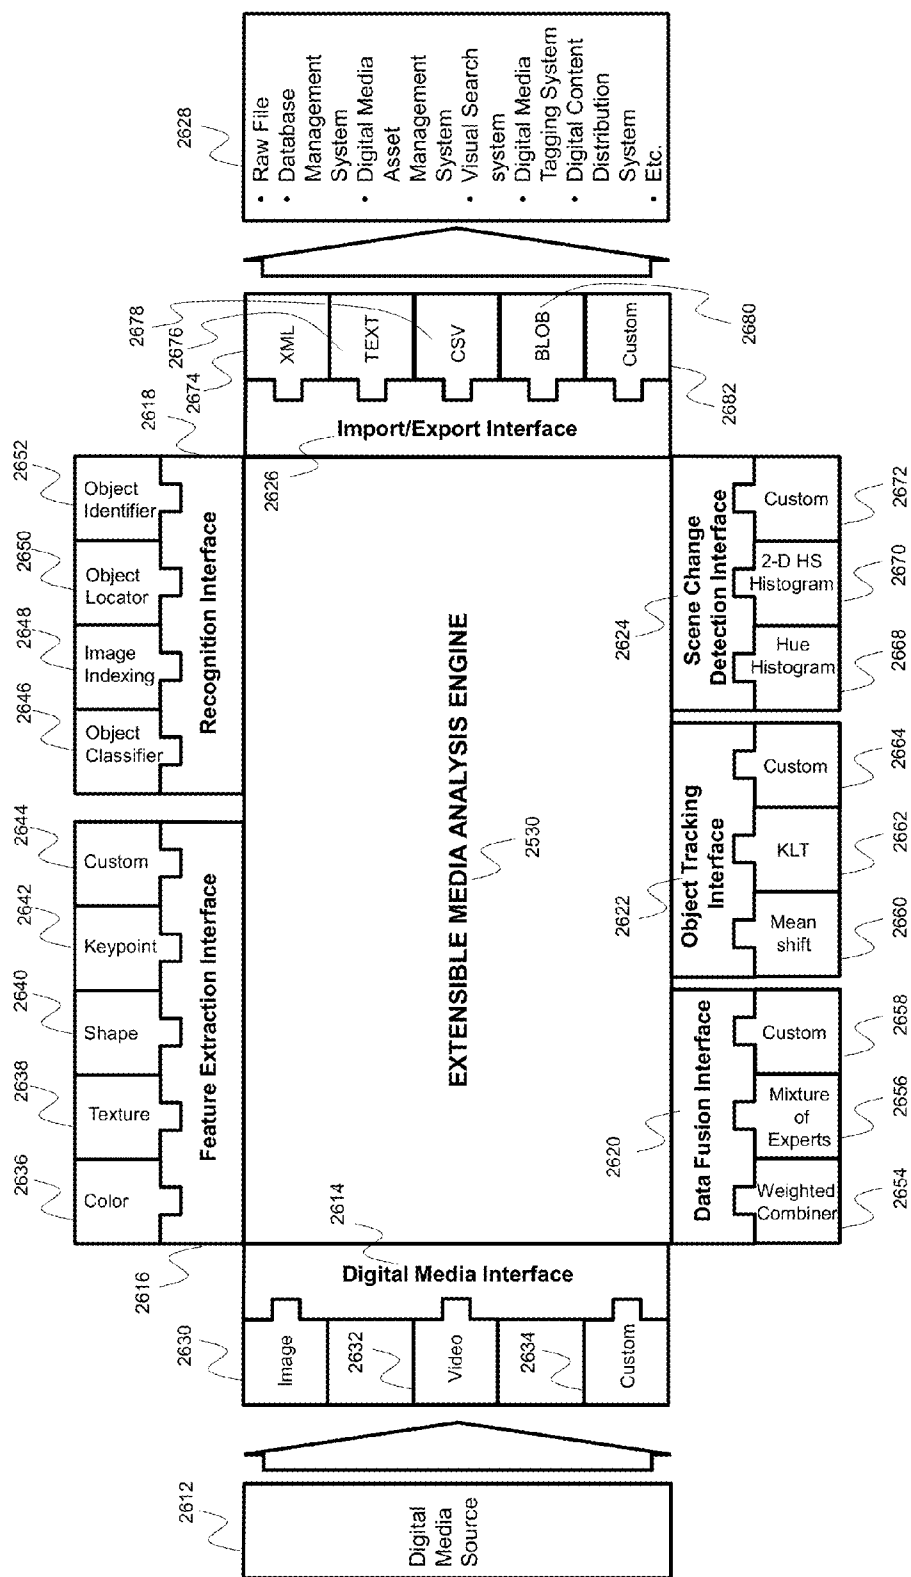 2612
Digital
Media
Source
2630
Image
2632
Video
2634
Custom
2614
Digital Media Interface
2616
Feature Extraction Interface
2636
Color
2638
Texture
2640
Shape
2642
Keypoint
2644
Custom
2618
Recognition Interface
2646
Object
Classifier
2648
Image
Indexing
2650
Object
Locator
2652
Object
Identifier
EXTENSIBLE MEDIA ANALYSIS ENGINE
2530
2620
Data Fusion Interface
Weighted
Combiner
2654
Mixture
of
Experts
2656
Custom
2658
2622
Object Tracking
Interface
Mean
shift
2660
KLT
2662
Custom
2664
2624
Scene Change
Detection Interface
Hue
Histogram
2668
2-D HS
Histogram
2670
Custom
2672
2626
Import/Export Interface
2674
XML
2676
TEXT
2678
CSV
BLOB
2680
Custom
2682
2628
• Raw File
• Database
Management
System
• Digital Media
Asset
Management
System
• Visual Search
system
• Digital Media
Tagging System
• Digital Content
Distribution
System
• Etc.